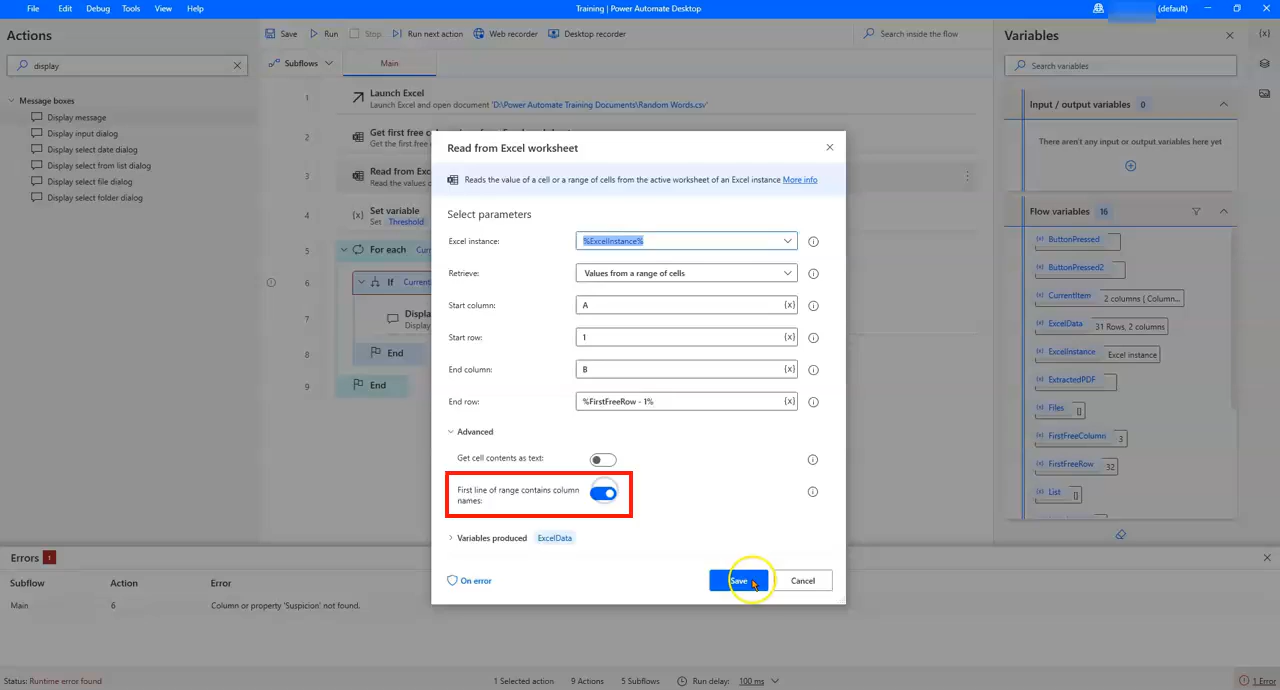 File Edit Debug Tools View Help
Training | Power Automate Desktop
(default)
Actions
display
Message boxes
Display message
Display input dialog
Display select date dialog
Display select from list dialog
Display select file dialog
Display select folder dialog
Save Run Stop Run next action Web recorder Desktop recorder
Search inside the flow
Subflows Main
1 Launch Excel
Launch Excel and open document 'D:\Power Automate Training Documents\Random Words.csv'
2
Get the first free
3 Read from Exc
Read the values o
4 Set variable
Set Threshold
5 For each
6 If
7 Displa
Display
8 End
9 End
Read from Excel worksheet
Reads the value of a cell or a range of cells from the active worksheet of an Excel instance More info
Select parameters
Excel instance: %ExcelInstance%
Retrieve: Values from a range of cells
Start column: A {x}
Start row: 1 {x}
End column: B {x}
End row: %FirstFreeRow - 1% {x}
Advanced
Get cell contents as text:
First line of range contains column
names:
Variables produced ExcelData
On error
Save Cancel
Variables
{x}
Search variables
Input / output variables 0
There aren't any input or output variables here yet
Flow variables 16
ButtonPressed
ButtonPressed2
CurrentItem 2 columns { Column...
ExcelData 31 Rows, 2 columns
ExcelInstance Excel instance
ExtractedPDF
Files []
FirstFreeColumn 3
FirstFreeRow 32
List []
Errors 1
Subflow Action Error
Main 6 Column or property 'Suspicion' not found.
Status: Runtime error found
1 Selected action 9 Actions 5 Subflows Run delay: 100 ms
1 Error